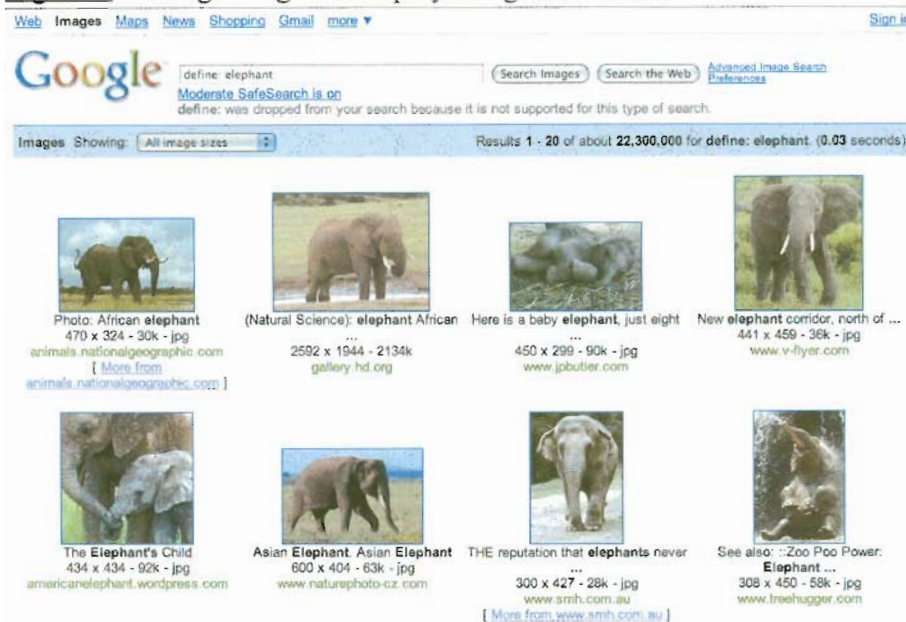 Web Images Maps News Shopping Gmail more ▼ Sign in
Google define: elephant Search Images Search the Web Advanced Image Search
Preferences
Moderate SafeSearch is on
define: was dropped from your search because it is not supported for this type of search.
Images Showing: All image sizes Results 1 - 20 of about 22,300,000 for define: elephant. (0.03 seconds)
Photo: African elephant
470 x 324 - 30k - jpg
animals.nationalgeographic.com
[ More from
animals.nationalgeographic.com ]
(Natural Science): elephant African
...
2592 x 1944 - 2134k
gallery.hd.org
Here is a baby elephant, just eight
...
450 x 299 - 90k - jpg
www.jpbutler.com
New elephant corridor, north of ...
441 x 459 - 36k - jpg
www.v-flyer.com
The Elephant's Child
434 x 434 - 92k - jpg
americanelephant.wordpress.com
Asian Elephant. Asian Elephant
600 x 404 - 63k - jpg
www.naturephoto-cz.com
THE reputation that elephants never
...
300 x 427 - 28k - jpg
www.smh.com.au
[ More from www.smh.com.au ]
See also: ::Zoo Poo Power:
Elephant ...
308 x 450 - 58k - jpg
www.treehugger.com